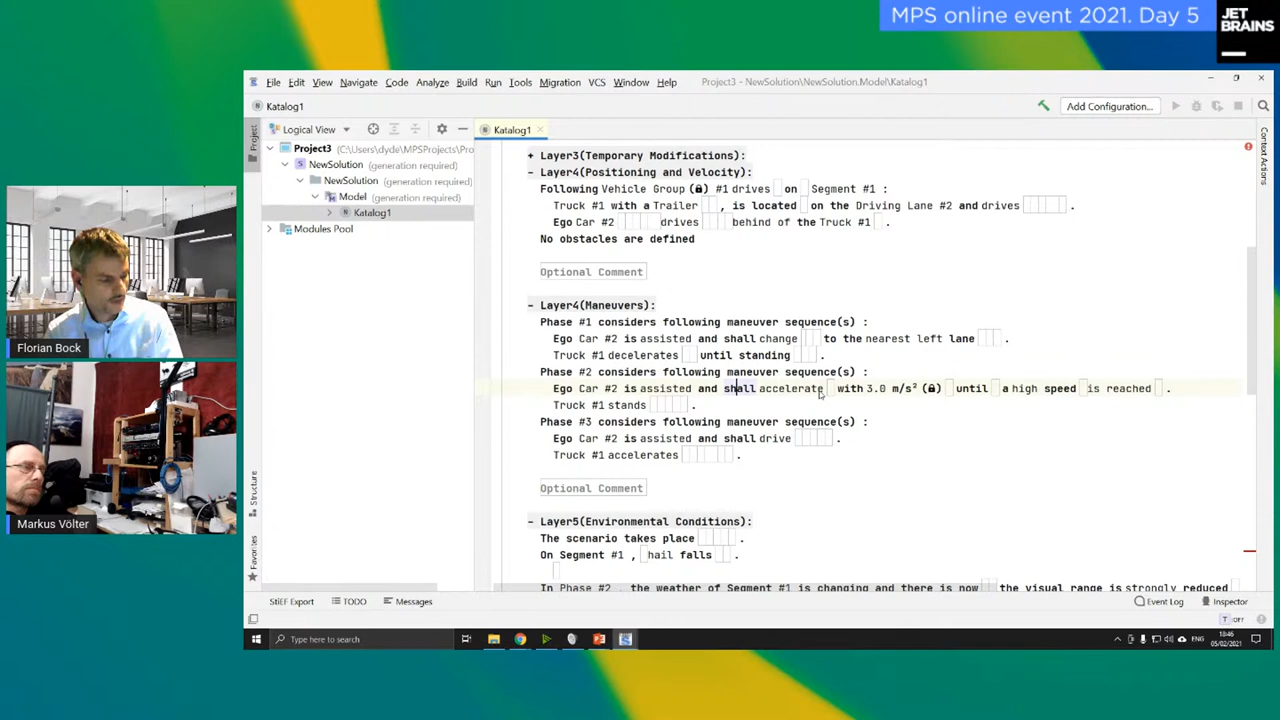 MPS online event 2021. Day 5
JET
BRAINS
File Edit View Navigate Code Analyze Build Run Tools Migration VCS Window Help
Project3 - NewSolution\NewSolution.Model\Katalog1
Katalog1
Add Configuration...
Logical View
Katalog1
Project
Project3 (C:\Users\dyde\MPSProjects\Pro
NewSolution (generation required)
NewSolution (generation required)
Model (generation required)
Katalog1
Modules Pool
Context Actions
+ Layer3(Temporary Modifications):
- Layer4(Positioning and Velocity):
Following Vehicle Group () #1 drives on Segment #1 :
Truck #1 with a Trailer , is located on the Driving Lane #2 and drives .
Ego Car #2 drives behind of the Truck #1 .
No obstacles are defined
Optional Comment
- Layer4(Maneuvers):
Phase #1 considers following maneuver sequence(s) :
Ego Car #2 is assisted and shall change to the nearest left lane .
Truck #1 decelerates until standing .
Phase #2 considers following maneuver sequence(s) :
Ego Car #2 is assisted and shall accelerate with 3.0 m/s² () until a high speed is reached .
Truck #1 stands .
Phase #3 considers following maneuver sequence(s) :
Ego Car #2 is assisted and shall drive .
Truck #1 accelerates .
Optional Comment
- Layer5(Environmental Conditions):
The scenario takes place .
On Segment #1 , hail falls .
In Phase #2 , the weather of Segment #1 is changing and there is now the visual range is strongly reduced
Structure
Favorites
StiEF Export TODO Messages
Event Log Inspector
T:OFF
Type here to search
ENG
18:46
05/02/2021
Florian Bock
Markus Völter